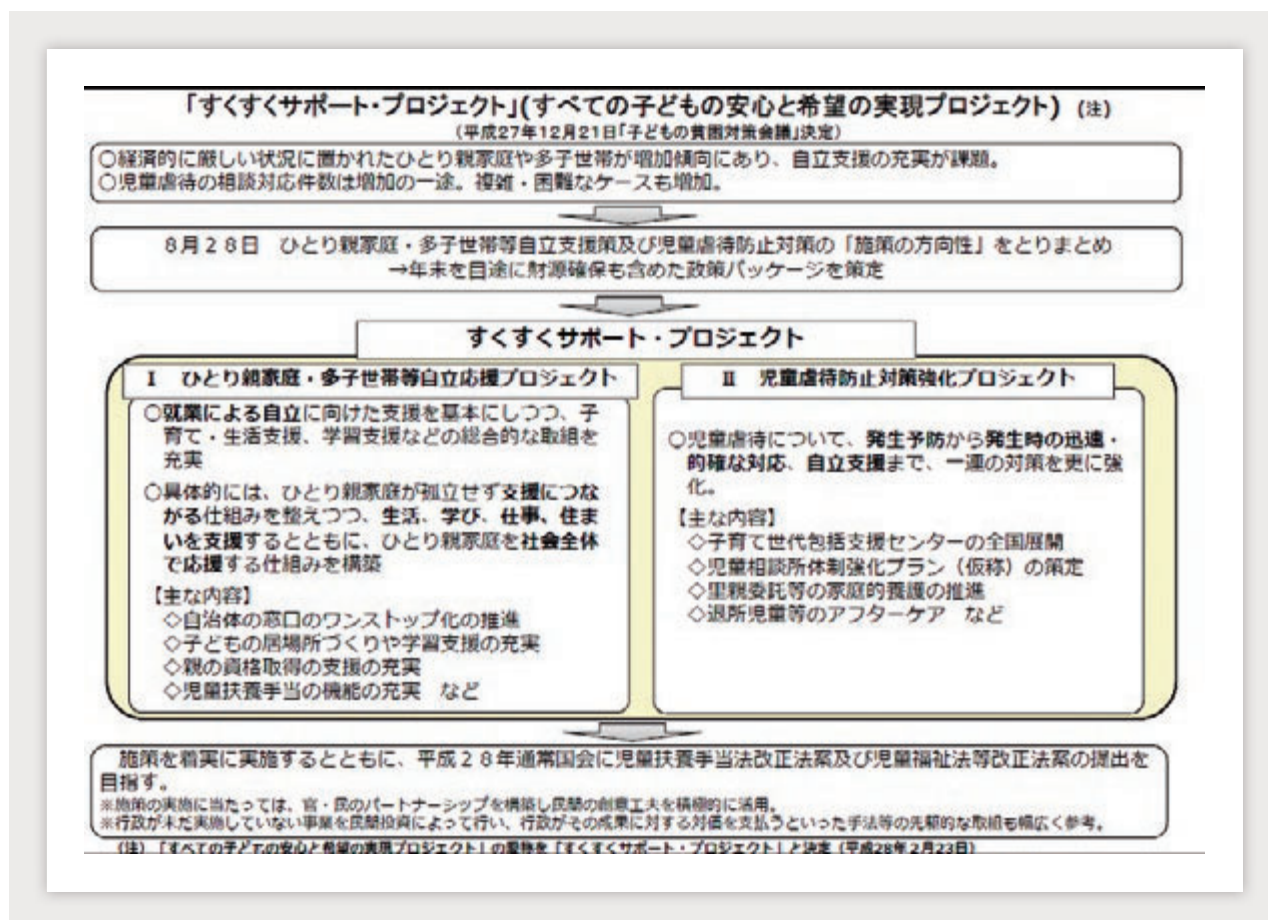 「すくすくサポート・プロジェクト」(すべての子どもの安心と希望の実現プロジェクト) (注)
(平成27年12月21日「子どもの貧困対策会議」決定)
○経済的に厳しい状況に置かれたひとり親家庭や多子世帯が増加傾向にあり、自立支援の充実が課題。
○児童虐待の相談対応件数は増加の一途。複雑・困難なケースも増加。
8月28日 ひとり親家庭・多子世帯等自立支援策及び児童虐待防止対策の「施策の方向性」をとりまとめ
→年末を目途に財源確保も含めた政策パッケージを策定
すくすくサポート・プロジェクト
Ⅰ ひとり親家庭・多子世帯等自立応援プロジェクト
○就業による自立に向けた支援を基本にしつつ、子
育て・生活支援、学習支援などの総合的な取組を
充実
○具体的には、ひとり親家庭が孤立せず支援につな
がる仕組みを整えつつ、生活、学び、仕事、住ま
いを支援するとともに、ひとり親家庭を社会全体
で応援する仕組みを構築
【主な内容】
◇自治体の窓口のワンストップ化の推進
◇子どもの居場所づくりや学習支援の充実
◇親の資格取得の支援の充実
◇児童扶養手当の機能の充実 など
Ⅱ 児童虐待防止対策強化プロジェクト
○児童虐待について、発生予防から発生時の迅速・
的確な対応、自立支援まで、一連の対策を更に強
化。
【主な内容】
◇子育て世代包括支援センターの全国展開
◇児童相談所体制強化プラン（仮称）の策定
◇里親委託等の家庭的養護の推進
◇退所児童等のアフターケア など
施策を着実に実施するとともに、平成28年通常国会に児童扶養手当法改正法案及び児童福祉法等改正法案の提出を
目指す。
※施策の実施に当たっては、官・民のパートナーシップを構築し民間の創意工夫を積極的に活用。
※行政が未だ実施していない事業を民間投資によって行い、行政がその成果に対する対価を支払うといった手法等の先駆的な取組も幅広く参考。
(注) 「すべての子どもの安心と希望の実現プロジェクト」の愛称を「すくすくサポート・プロジェクト」と決定（平成28年2月23日）